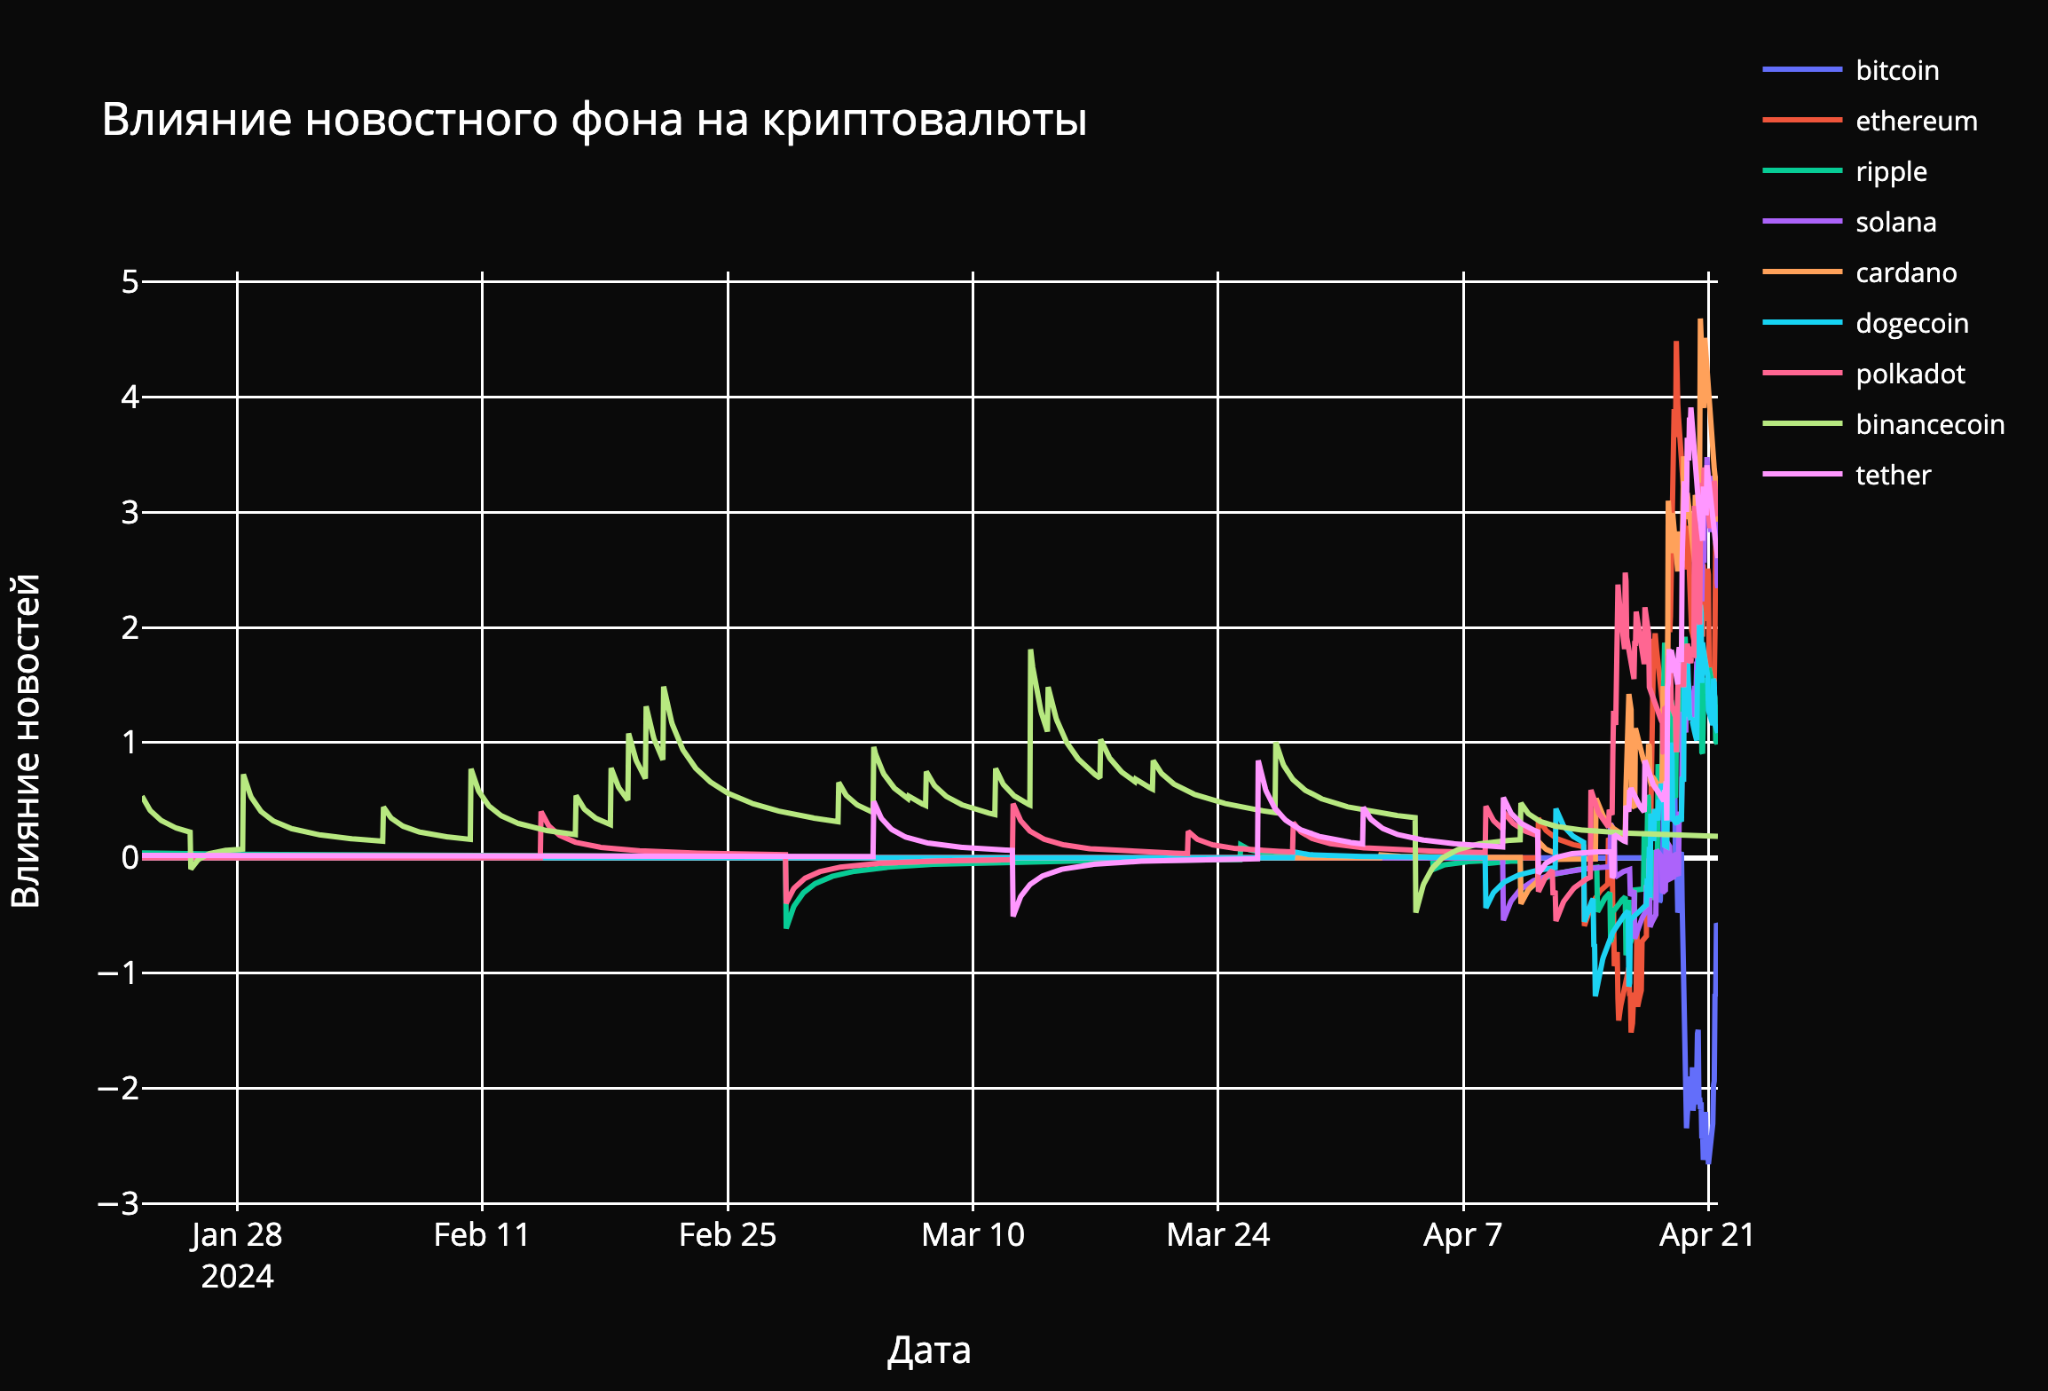 Влияние новостного фона на криптовалюты
bitcoin
ethereum
ripple
solana
cardano
dogecoin
polkadot
binancecoin
tether
Влияние новостей
5
4
3
2
1
0
−1
−2
−3
Jan 28
2024
Feb 11
Feb 25
Mar 10
Mar 24
Apr 7
Apr 21
Дата